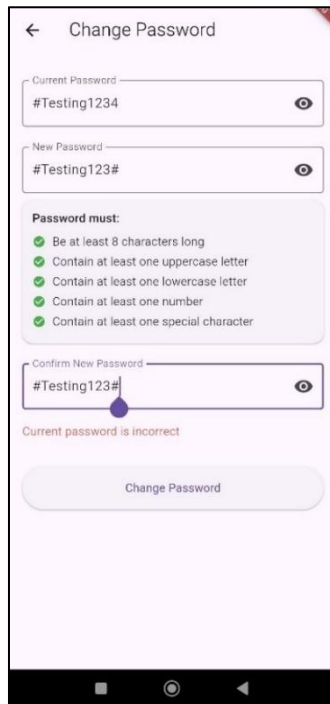 Change Password
Current Password
#Testing1234
New Password
#Testing123#
Password must:
Be at least 8 characters long
Contain at least one uppercase letter
Contain at least one lowercase letter
Contain at least one number
Contain at least one special character
Confirm New Password
#Testing123#
Current password is incorrect
Change Password